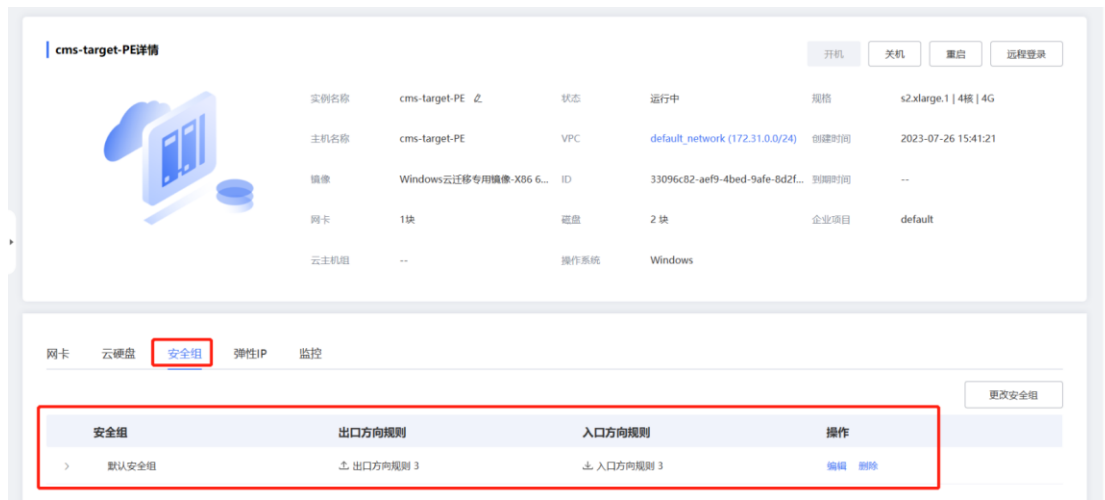 cms-target-PE详情
开机 关机 重启 远程登录
实例名称 cms-target-PE 状态 运行中 规格 s2.xlarge.1 | 4核 | 4G
主机名称 cms-target-PE VPC default_network (172.31.0.0/24) 创建时间 2023-07-26 15:41:21
镜像 Windows云迁移专用镜像-X86 6... ID 33096c82-aef9-4bed-9afe-8d2f... 到期时间 --
网卡 1块 磁盘 2 块 企业项目 default
云主机组 -- 操作系统 Windows
网卡 云硬盘 安全组 弹性IP 监控
更改安全组
安全组 出口方向规则 入口方向规则 操作
默认安全组 出口方向规则 3 入口方向规则 3 编辑 删除